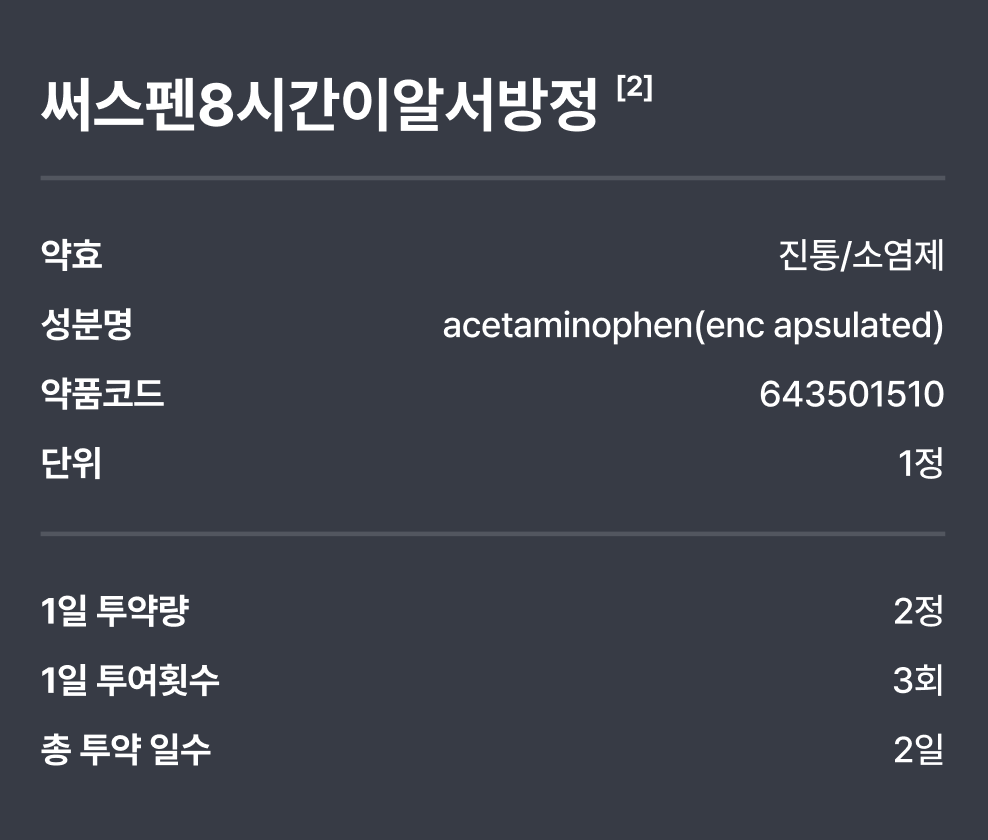 써스펜8시간이알서방정 [2]
약효 진통/소염제
성분명 acetaminophen(enc apsulated)
약품코드 643501510
단위 1정
1일 투약량 2정
1일 투여횟수 3회
총 투약 일수 2일